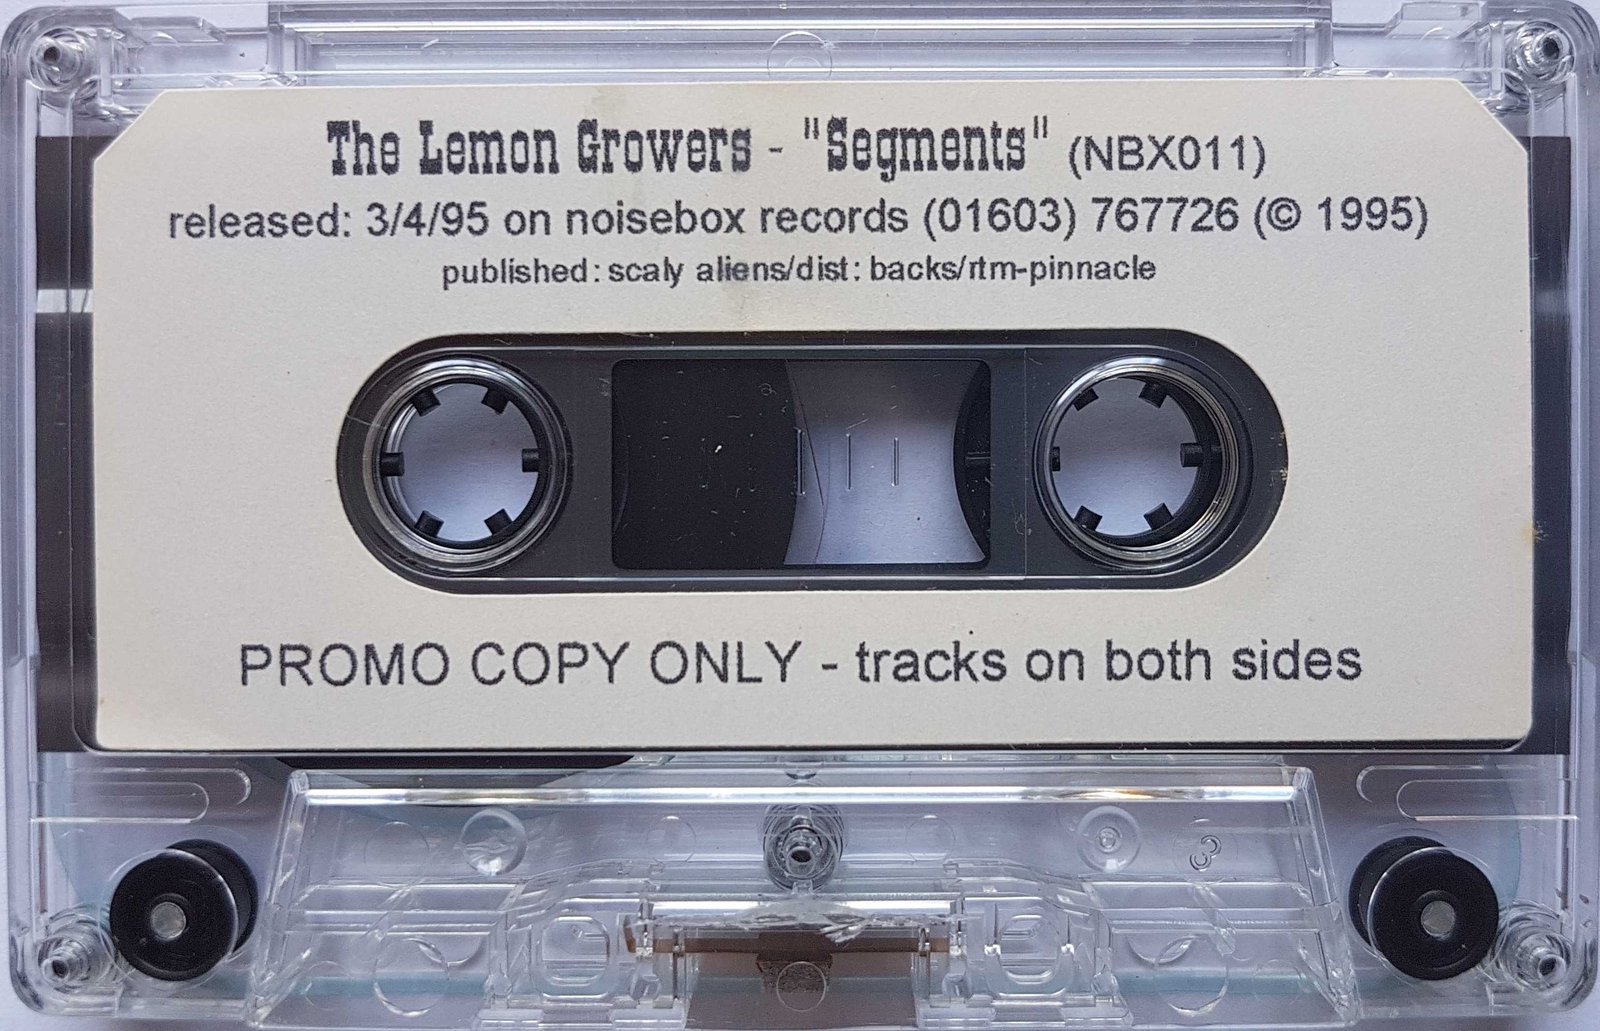 The Lemon Growers - "Segments" (NBX011)
released: 3/4/95 on noisebox records (01603) 767726 (© 1995)
published: scaly aliens/dist: backs/rtm-pinnacle
PROMO COPY ONLY - tracks on both sides
3